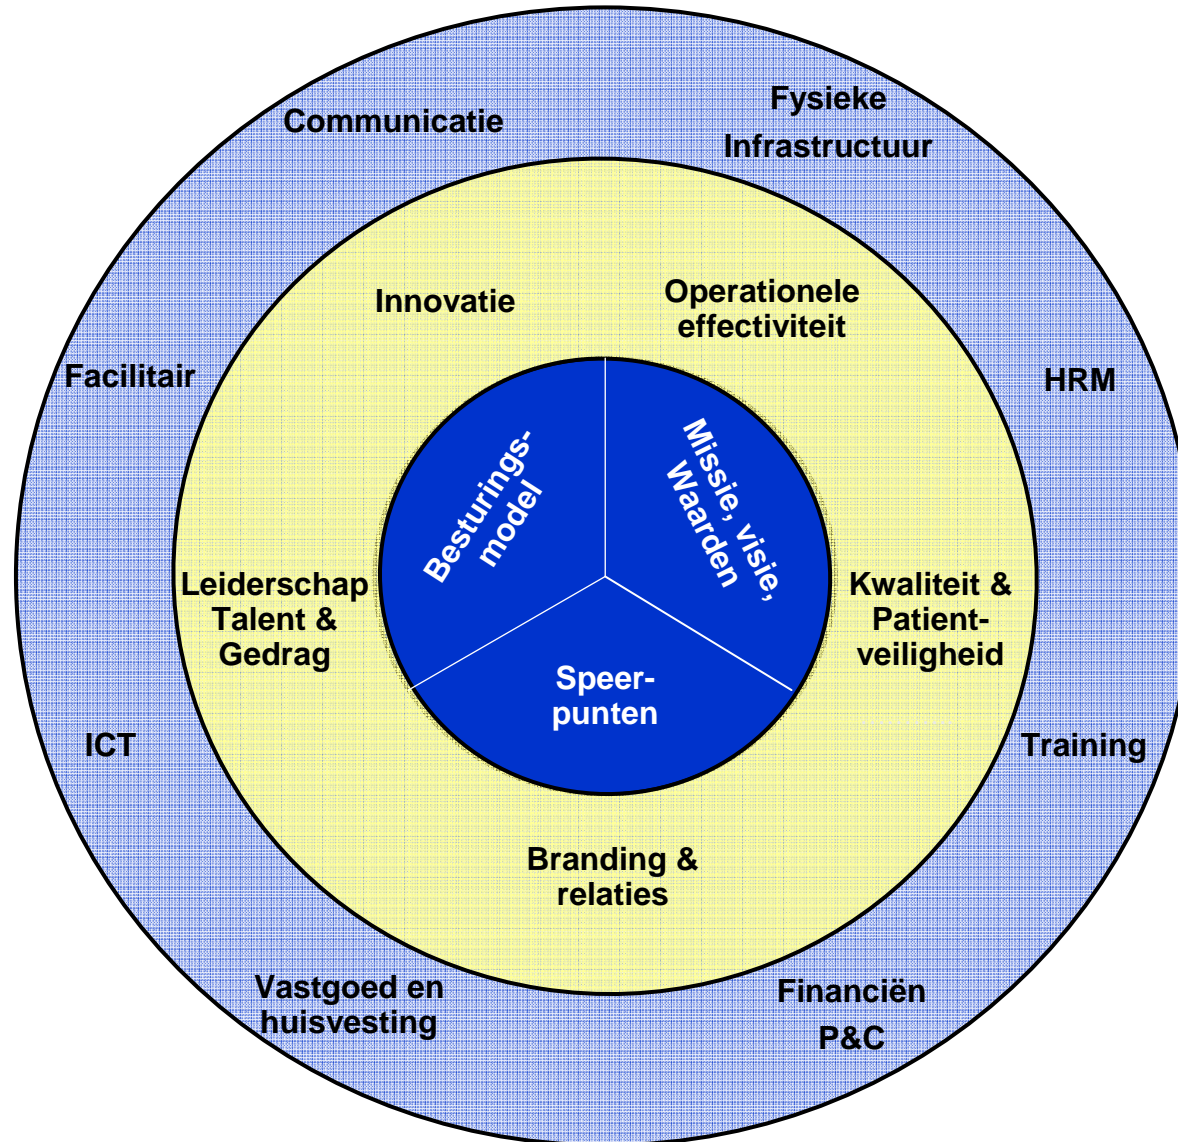 Communicatie
Fysieke
Infrastructuur
Innovatie
Operationele
effectiviteit
Facilitair
HRM
Besturings-
model
Missie, visie,
Waarden
Leiderschap
Talent &
Gedrag
Kwaliteit &
Patient-
veiligheid
Speer-
punten
ICT
Training
Branding &
relaties
Vastgoed en
huisvesting
Financiën
P&C